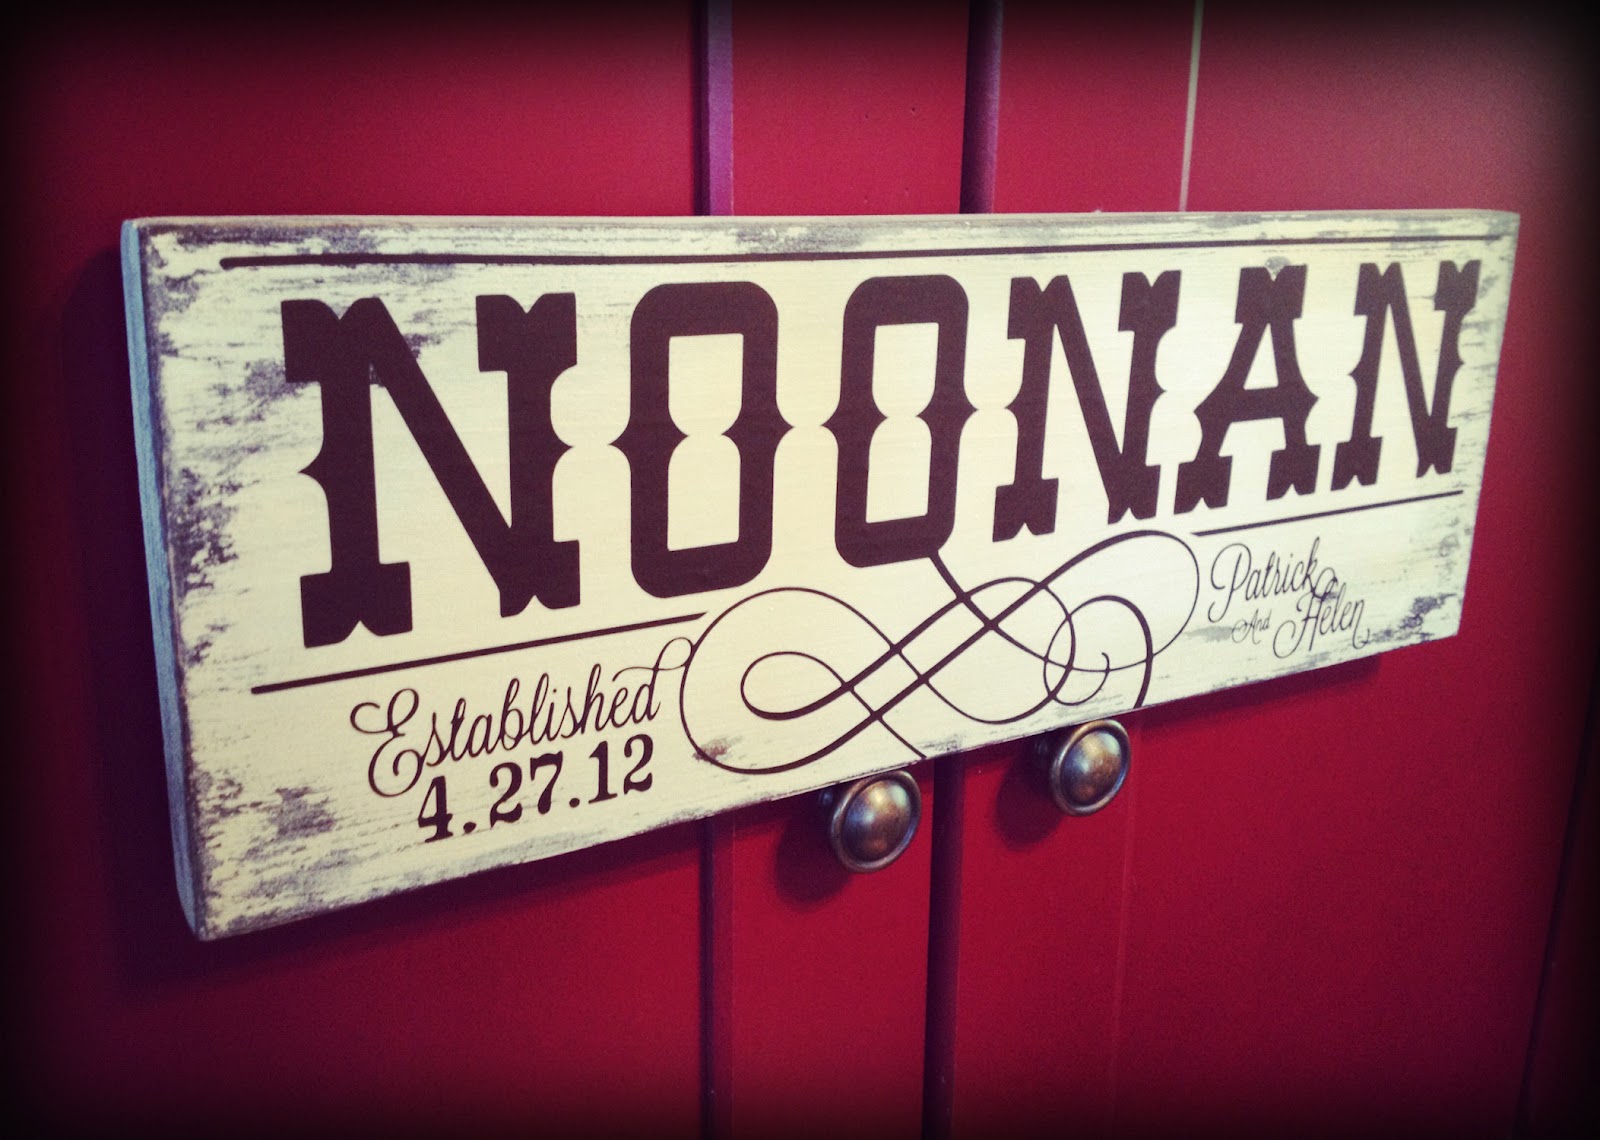 NOONAN
Established
4.27.12
Patrick
And
Helen